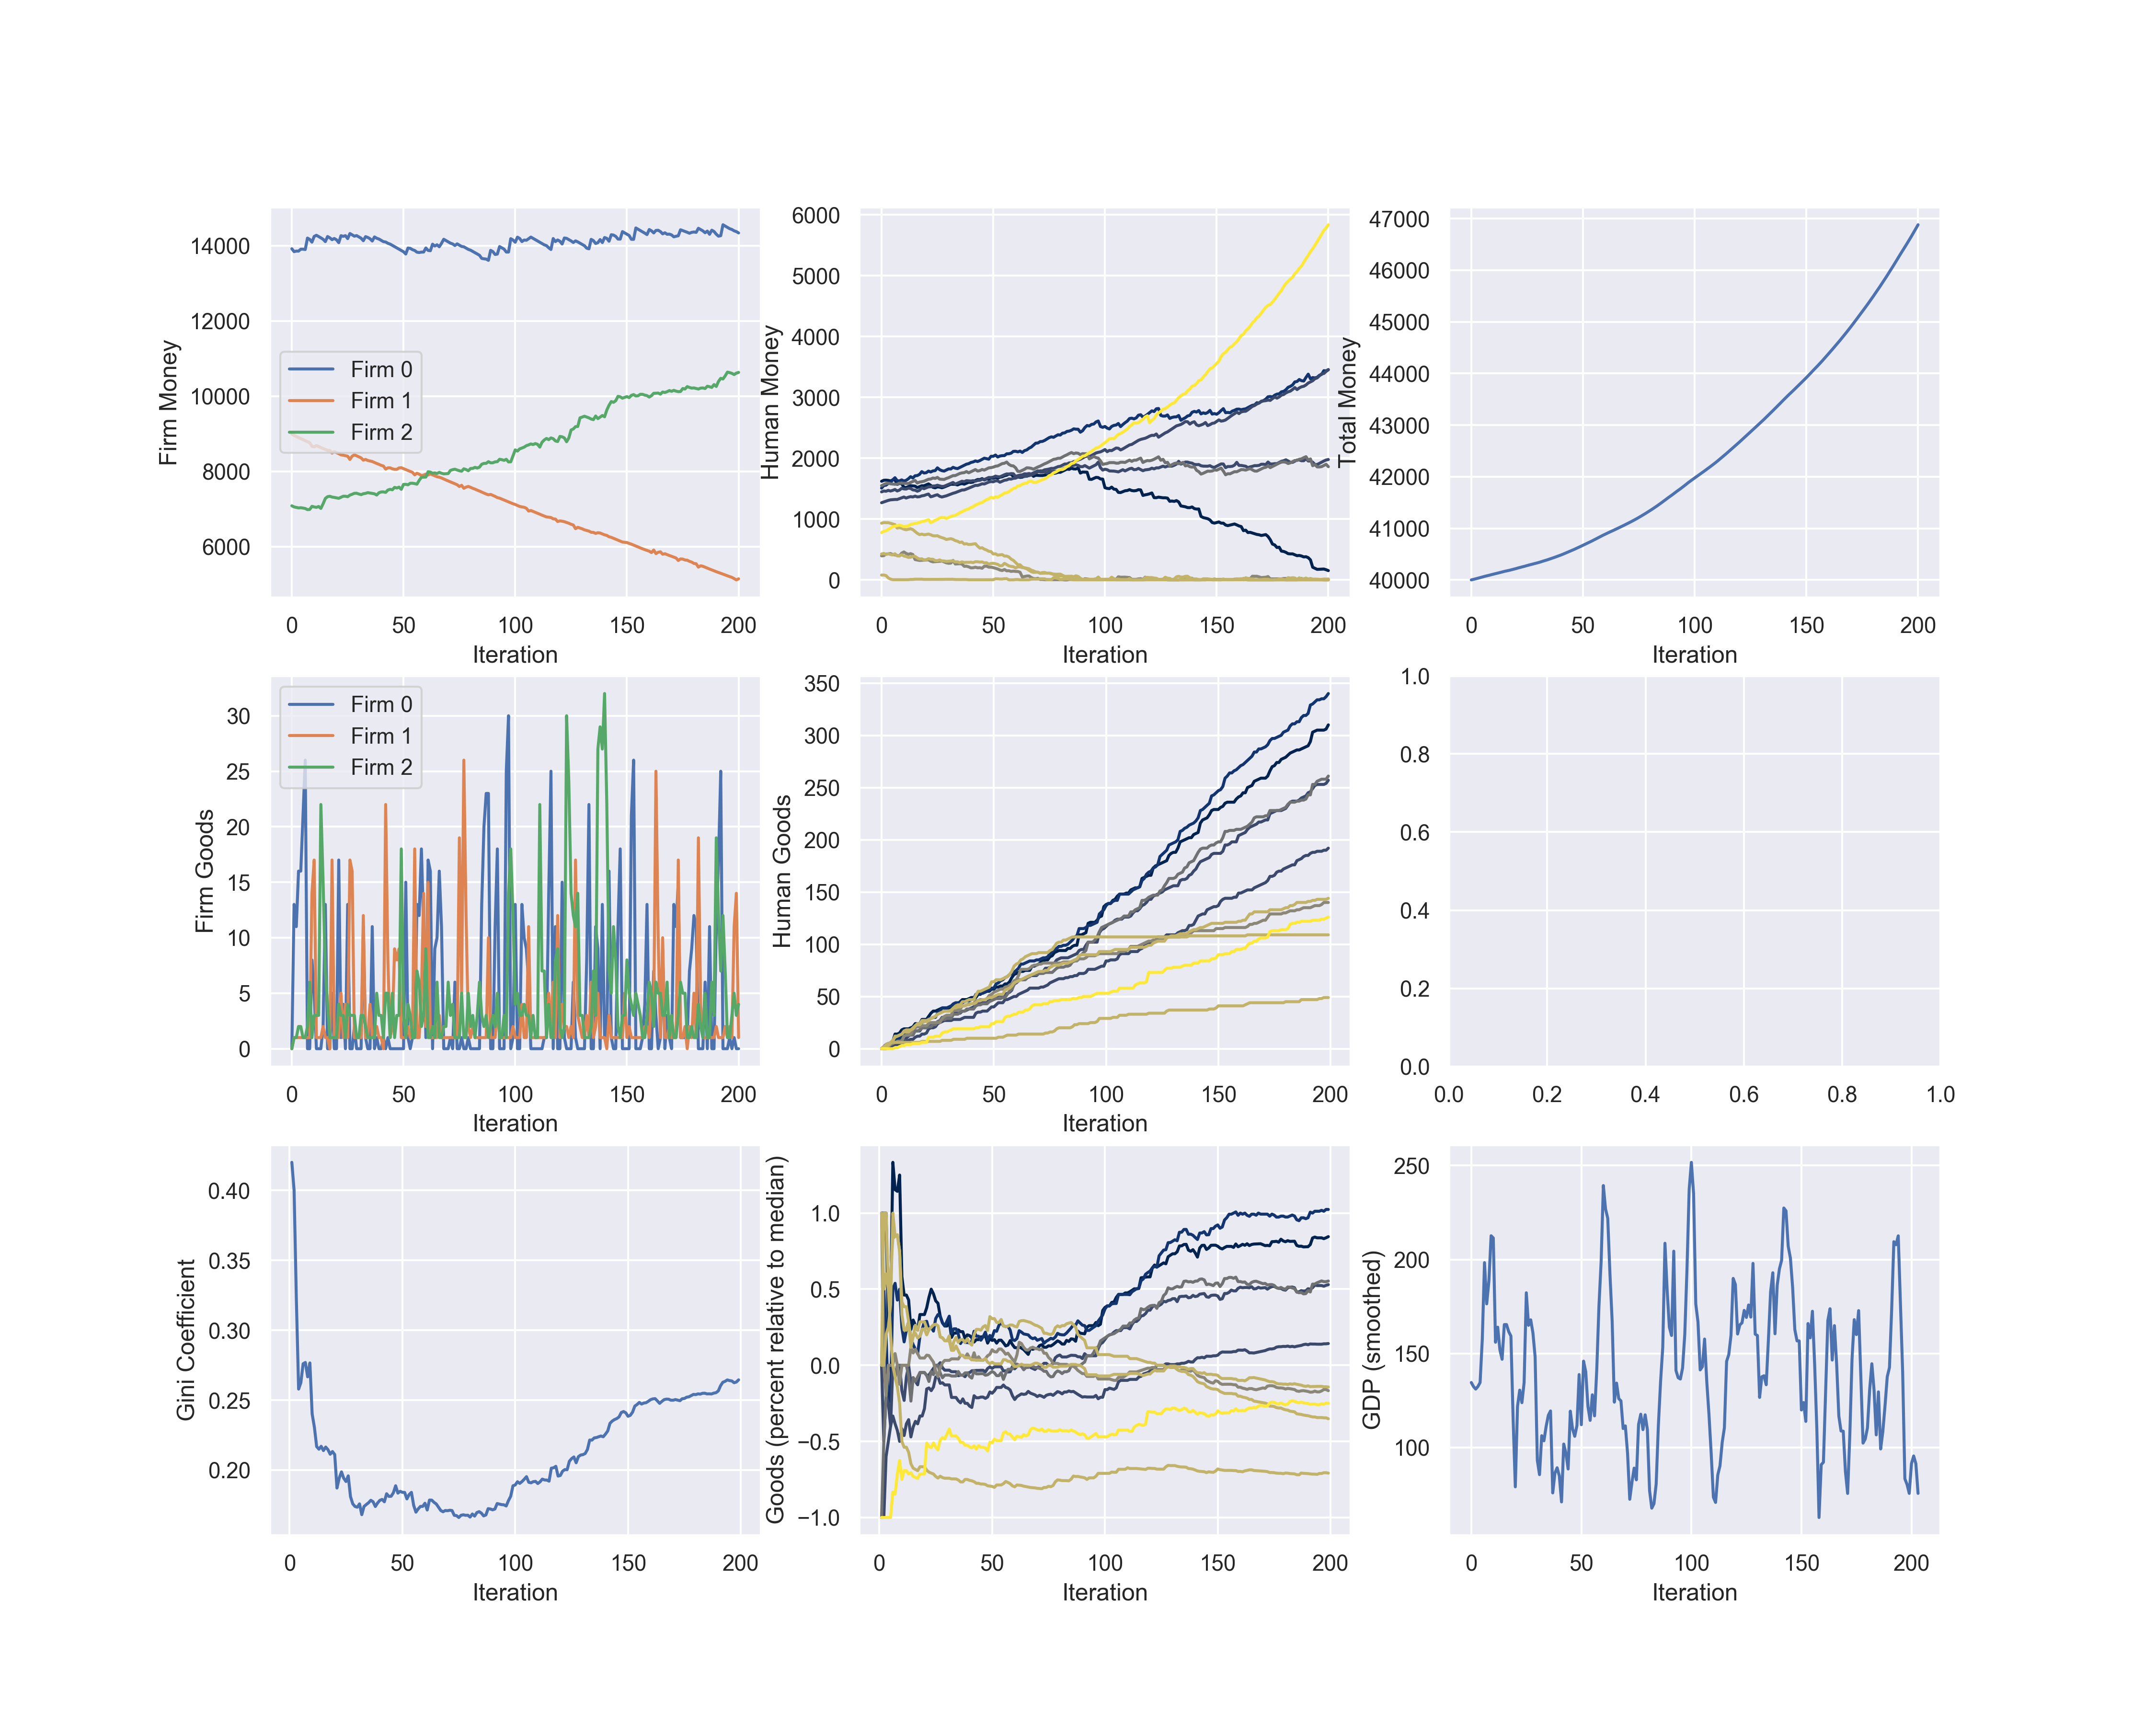 14000
12000
10000
8000
6000
Firm Money
Firm 0
Firm 1
Firm 2
0 50 100 150 200
Iteration
6000
5000
4000
3000
2000
1000
0
Human Money
0 50 100 150 200
Iteration
47000
46000
45000
44000
43000
42000
41000
40000
Total Money
0 50 100 150 200
Iteration
30
25
20
15
10
5
0
Firm Goods
Firm 0
Firm 1
Firm 2
0 50 100 150 200
Iteration
350
300
250
200
150
100
50
0
Human Goods
0 50 100 150 200
Iteration
1.0
0.8
0.6
0.4
0.2
0.0
0.0 0.2 0.4 0.6 0.8 1.0
0.40
0.35
0.30
0.25
0.20
Gini Coefficient
0 50 100 150 200
Iteration
1.0
0.5
0.0
−0.5
−1.0
Goods (percent relative to median)
0 50 100 150 200
Iteration
250
200
150
100
GDP (smoothed)
0 50 100 150 200
Iteration